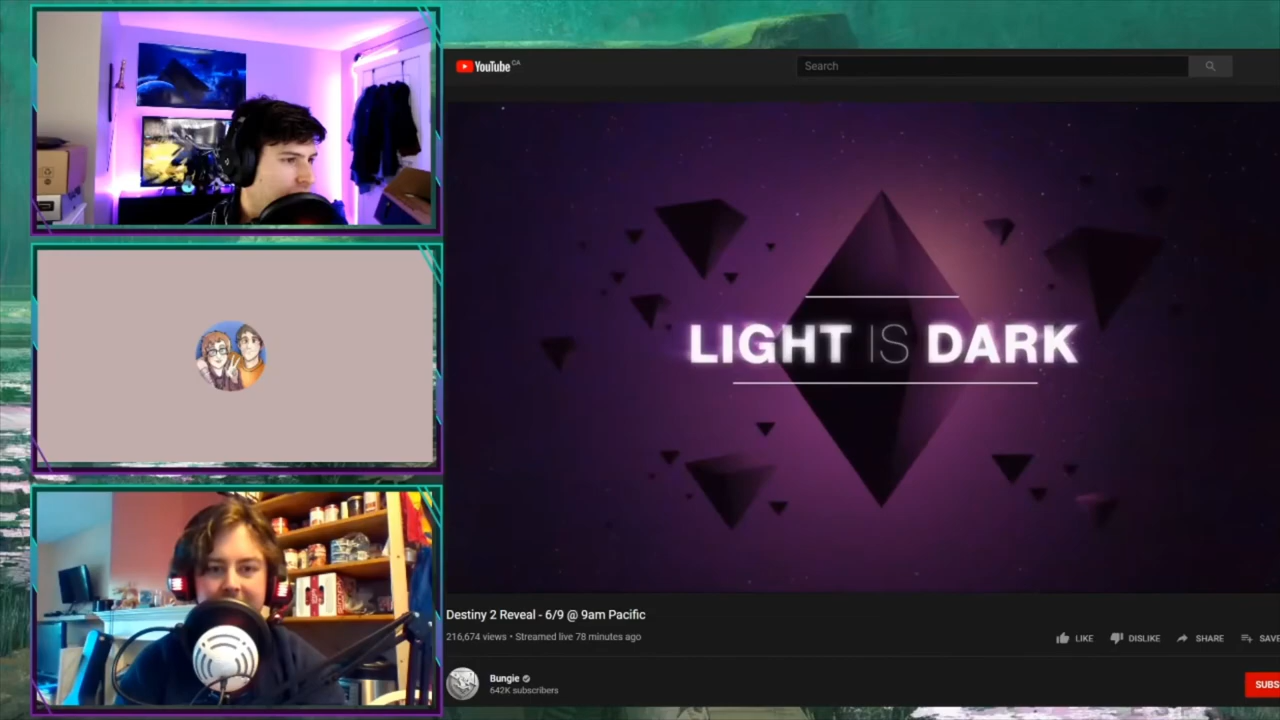 YouTube CA
Search
LIGHT IS DARK
Destiny 2 Reveal - 6/9 @ 9am Pacific
216,674 views • Streamed live 78 minutes ago
LIKE
DISLIKE
SHARE
SAVE
Bungie
642K subscribers
SUBS